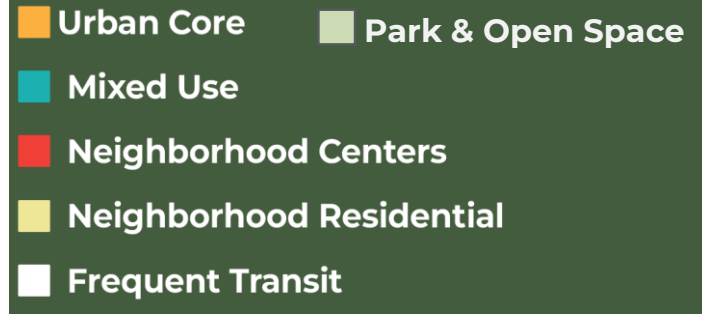 Urban Core
Park & Open Space
Mixed Use
Neighborhood Centers
Neighborhood Residential
Frequent Transit